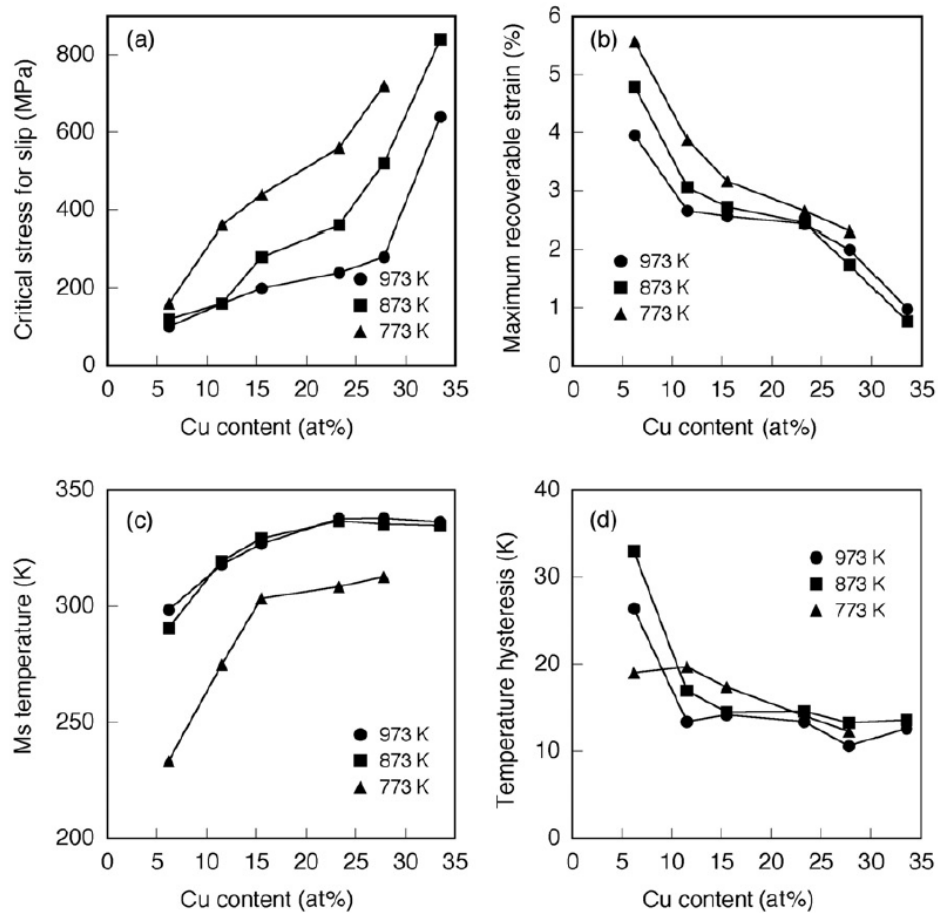 (a)
Critical stress for slip (MPa)
800
600
400
200
0
973 K
873 K
773 K
0 5 10 15 20 25 30 35
Cu content (at%)
(b)
Maximum recoverable strain (%)
6
5
4
3
2
1
0
973 K
873 K
773 K
0 5 10 15 20 25 30 35
Cu content (at%)
(c)
Ms temperature (K)
350
300
250
200
973 K
873 K
773 K
0 5 10 15 20 25 30 35
Cu content (at%)
(d)
Temperature hysteresis (K)
40
30
20
10
0
973 K
873 K
773 K
0 5 10 15 20 25 30 35
Cu content (at%)